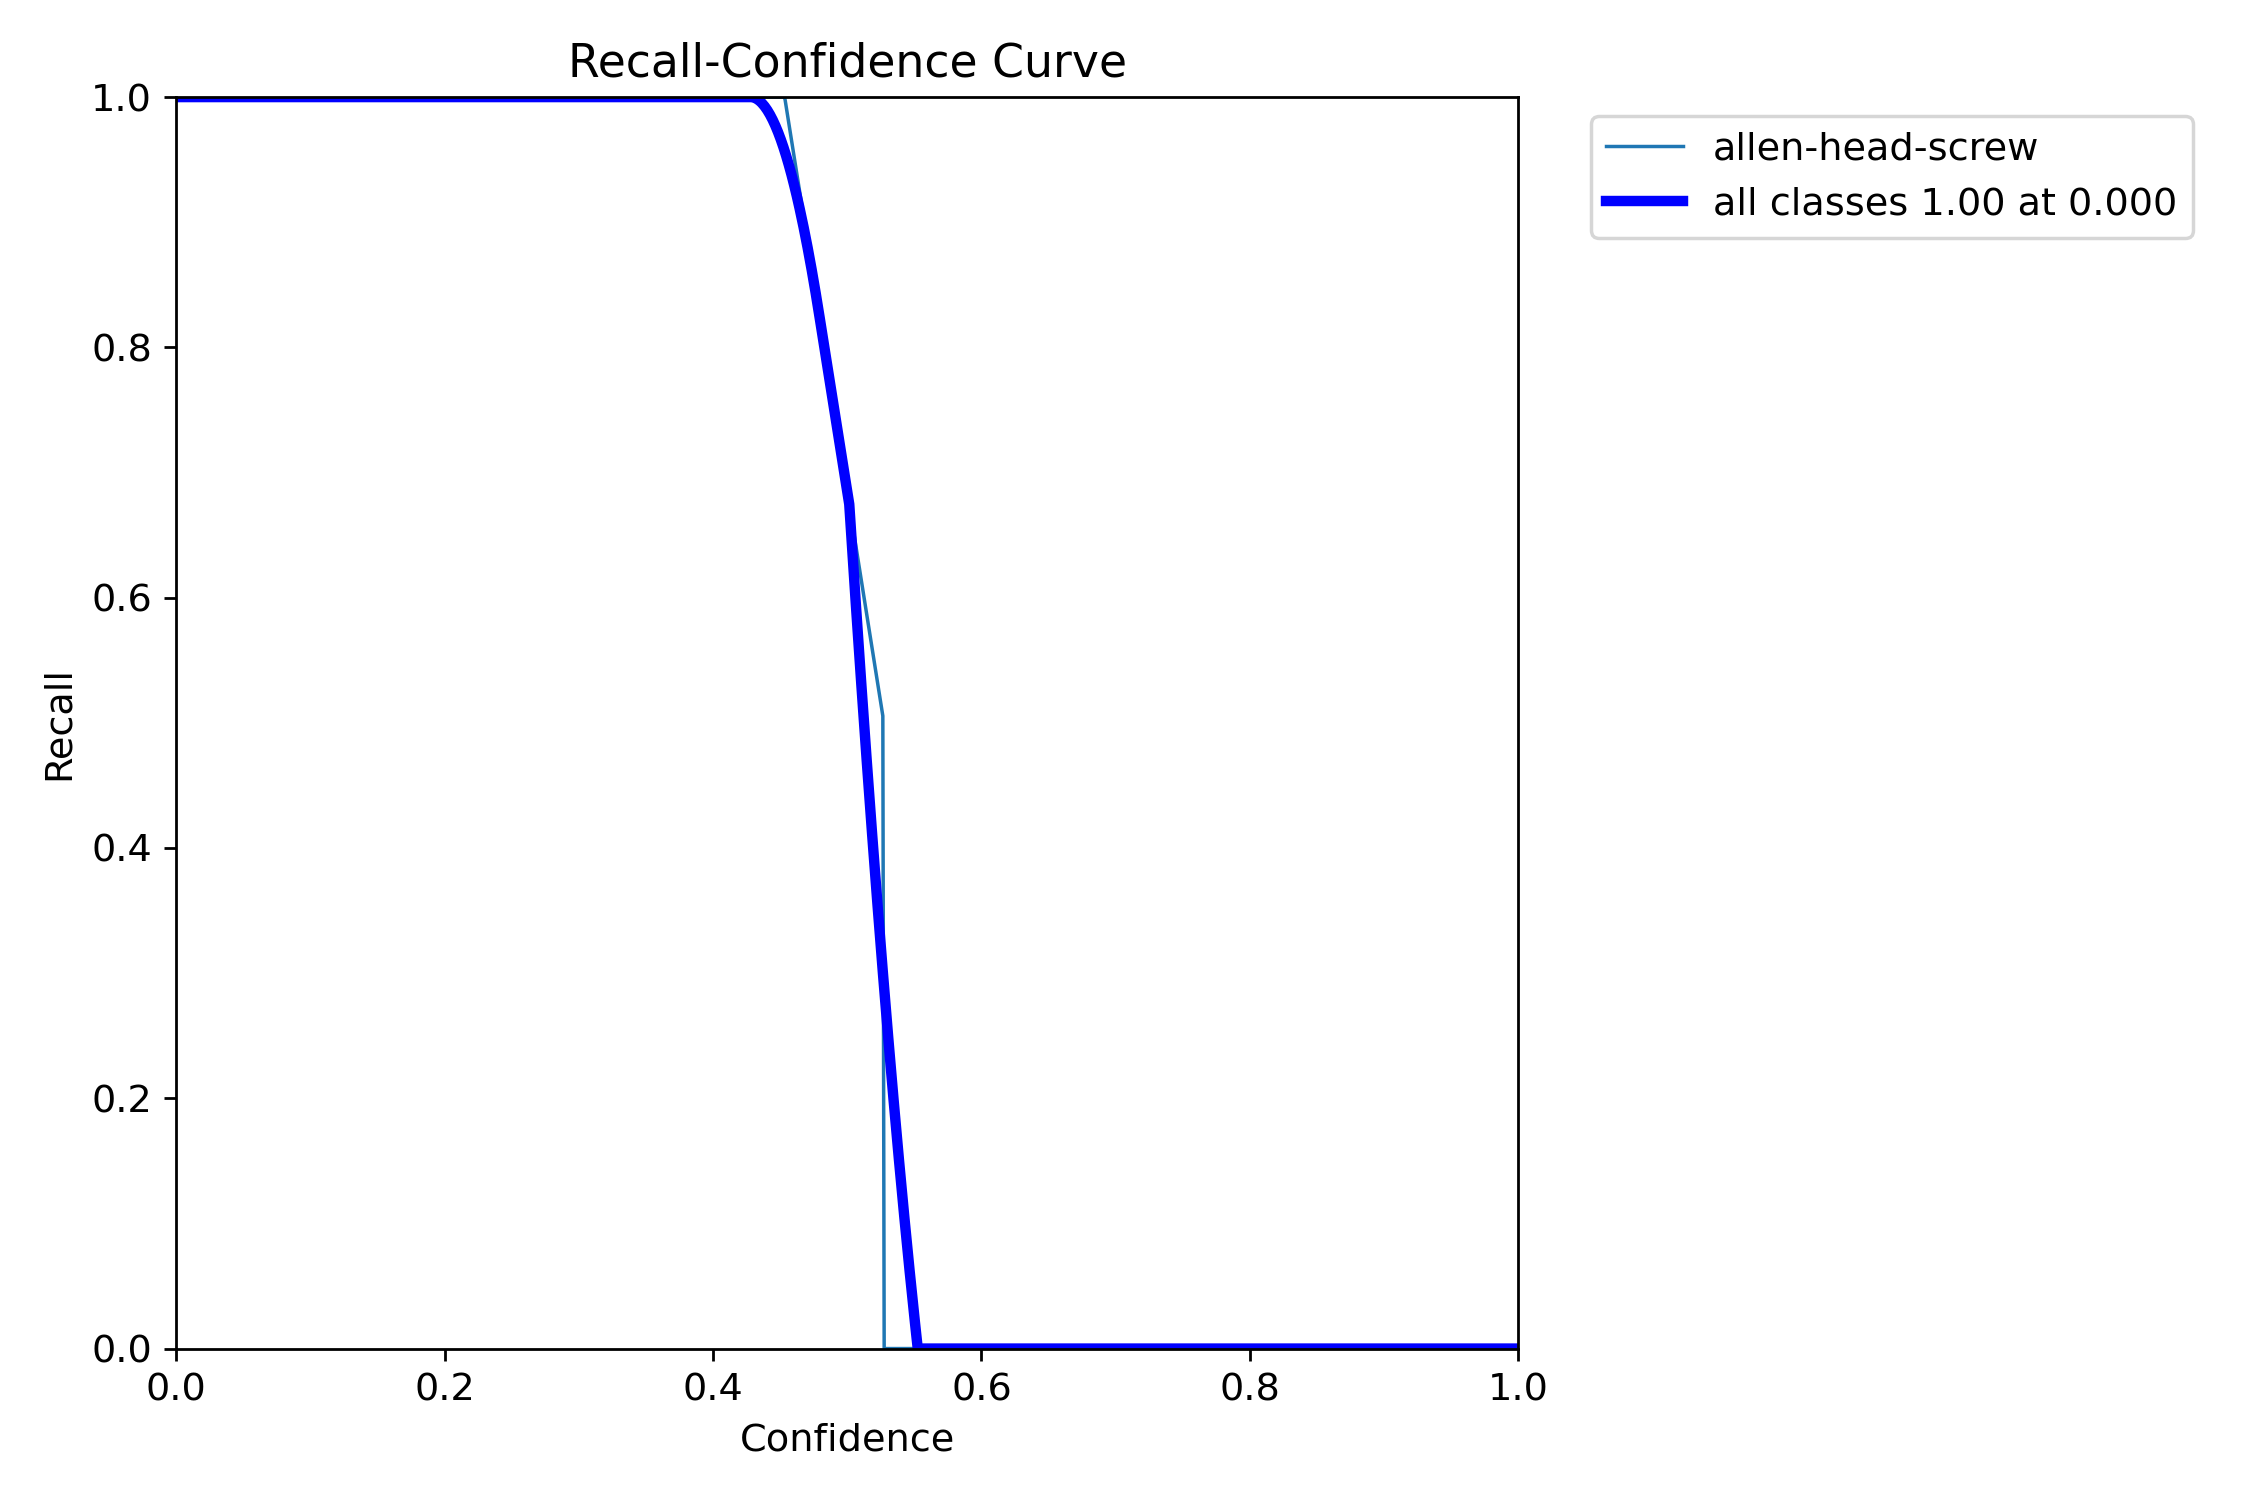 Recall-Confidence Curve
1.0
0.8
0.6
0.4
0.2
0.0
Recall
0.0 0.2 0.4 0.6 0.8 1.0
Confidence
allen-head-screw
all classes 1.00 at 0.000